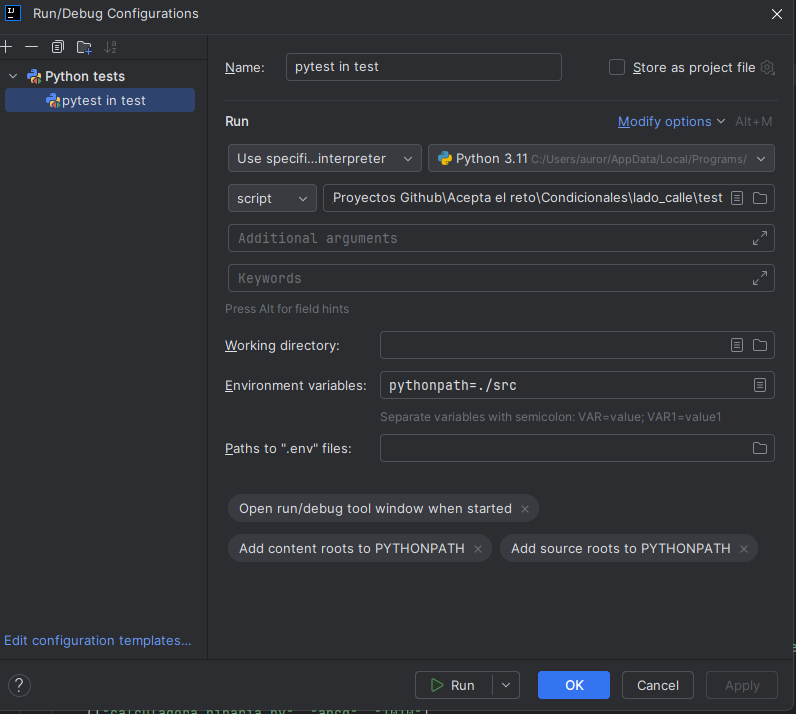 Run/Debug Configurations
Python tests
pytest in test
Name:
pytest in test
Store as project file
Run
Modify options
Alt+M
Use specifi...interpreter
Python 3.11 C:/Users/auror/AppData/Local/Programs/
script
Proyectos Github\Acepta el reto\Condicionales\lado_calle\test
Additional arguments
Keywords
Press Alt for field hints
Working directory:
Environment variables:
pythonpath=./src
Separate variables with semicolon: VAR=value; VAR1=value1
Paths to ".env" files:
Open run/debug tool window when started
Add content roots to PYTHONPATH
Add source roots to PYTHONPATH
Edit configuration templates...
?
Run
OK
Cancel
Apply